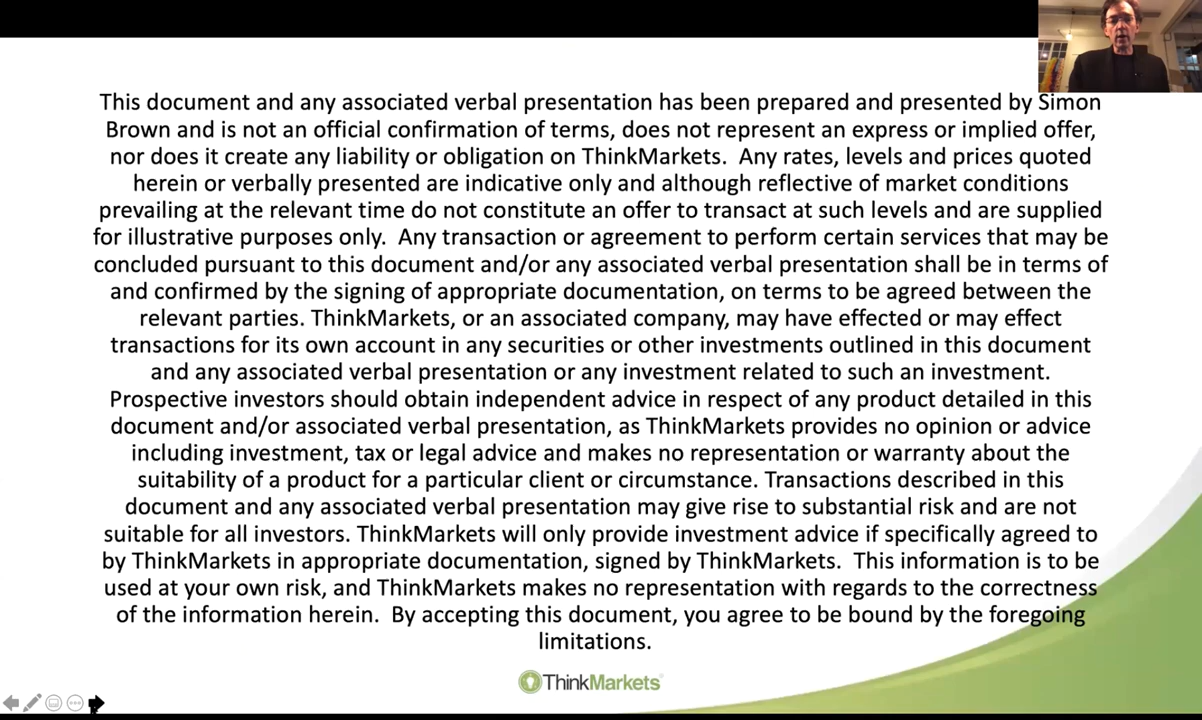 This document and any associated verbal presentation has been prepared and presented by Simon
Brown and is not an official confirmation of terms, does not represent an express or implied offer,
nor does it create any liability or obligation on ThinkMarkets.  Any rates, levels and prices quoted
herein or verbally presented are indicative only and although reflective of market conditions
prevailing at the relevant time do not constitute an offer to transact at such levels and are supplied
for illustrative purposes only.  Any transaction or agreement to perform certain services that may be
concluded pursuant to this document and/or any associated verbal presentation shall be in terms of
and confirmed by the signing of appropriate documentation, on terms to be agreed between the
relevant parties. ThinkMarkets, or an associated company, may have effected or may effect
transactions for its own account in any securities or other investments outlined in this document
and any associated verbal presentation or any investment related to such an investment.
Prospective investors should obtain independent advice in respect of any product detailed in this
document and/or associated verbal presentation, as ThinkMarkets provides no opinion or advice
including investment, tax or legal advice and makes no representation or warranty about the
suitability of a product for a particular client or circumstance. Transactions described in this
document and any associated verbal presentation may give rise to substantial risk and are not
suitable for all investors. ThinkMarkets will only provide investment advice if specifically agreed to
by ThinkMarkets in appropriate documentation, signed by ThinkMarkets.  This information is to be
used at your own risk, and ThinkMarkets makes no representation with regards to the correctness
of the information herein.  By accepting this document, you agree to be bound by the foregoing
limitations.
ThinkMarkets